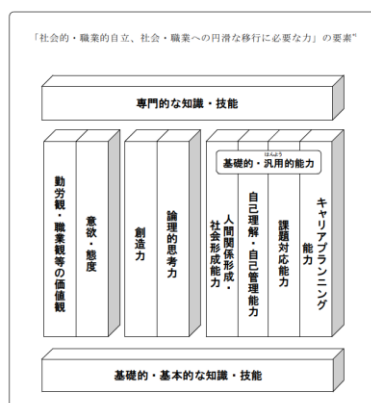 「社会的・職業的自立、社会・職業への円滑な移行に必要な力」の要素
専門的な知識・技能
はんよう
基礎的・汎用的能力
勤労観・職業観等の価値観
意欲・態度
創造力
論理的思考力
人間関係形成・
社会形成能力
自己理解・自己管理能力
課題対応能力
キャリアプランニング
能力
基礎的・基本的な知識・技能